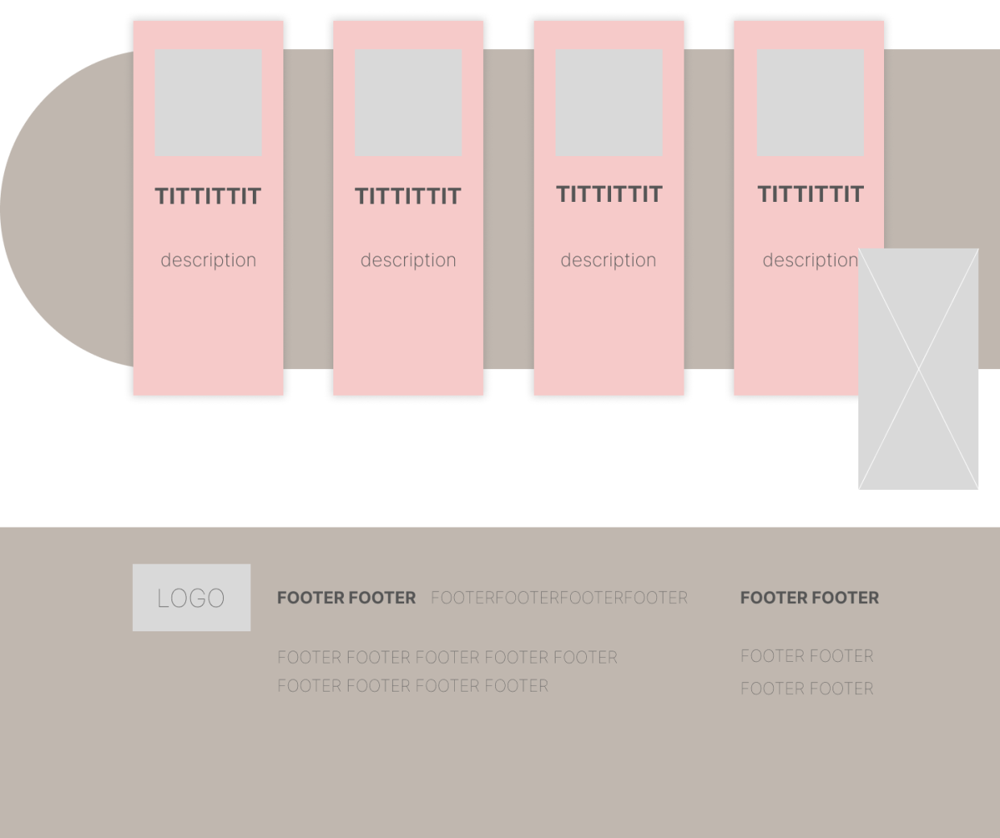 TITTITTIT TITTITTIT TITTITTIT TITTITTIT
description description description description
LOGO
FOOTER FOOTER FOOTERFOOTERFOOTERFOOTER FOOTER FOOTER
FOOTER FOOTER FOOTER FOOTER FOOTER
FOOTER FOOTER FOOTER FOOTER
FOOTER FOOTER
FOOTER FOOTER